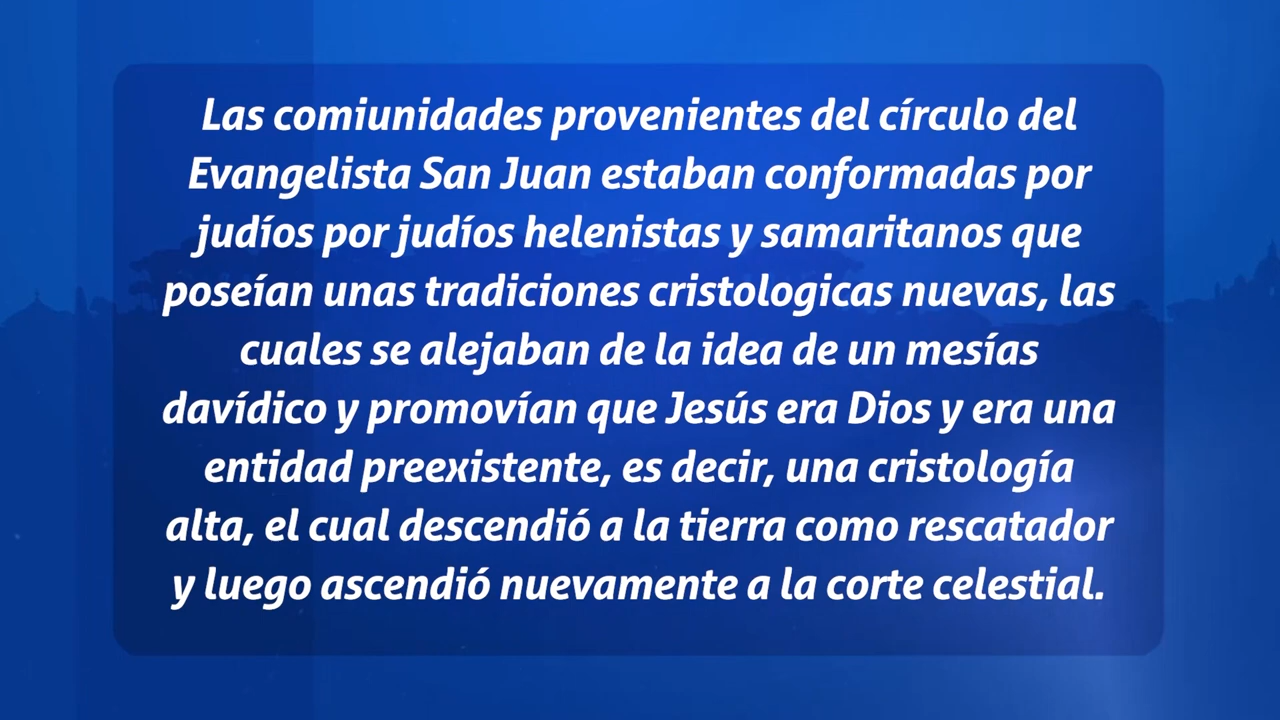 Las comiunidades provenientes del círculo del
Evangelista San Juan estaban conformadas por
judíos por judíos helenistas y samaritanos que
poseían unas tradiciones cristologicas nuevas, las
cuales se alejaban de la idea de un mesías
davídico y promovían que Jesús era Dios y era una
entidad preexistente, es decir, una cristología
alta, el cual descendió a la tierra como rescatador
y luego ascendió nuevamente a la corte celestial.